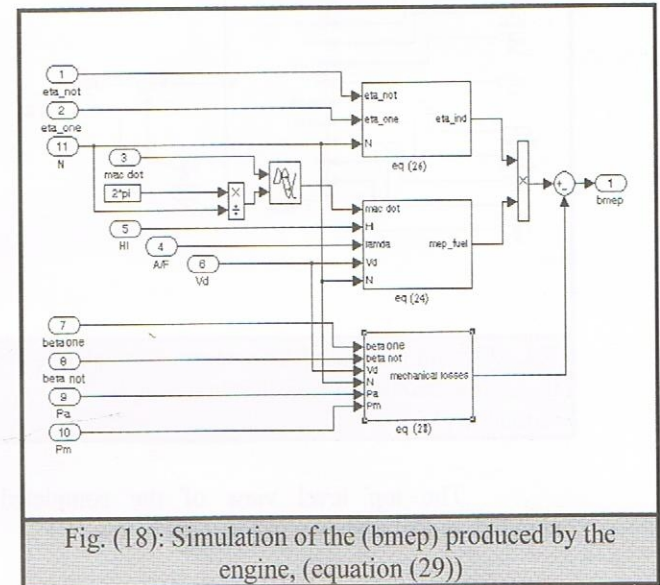 1
eta_not
2
eta_one
11
N
3
mac dot
2*pi
×
÷
5
Hl
4
A/F
6
Vd
eta_not
eta_one
N
eta_ind
eq (26)
mac dot
Hl
lamda
Vd
N
mep_fuel
eq (24)
×
+-
1
bmep
7
beta one
8
beta not
9
Pa
10
Pm
beta one
beta not
Vd
N
Pa
Pm
mechanical losses
eq (28)
Fig. (18): Simulation of the (bmep) produced by the
engine, (equation (29))